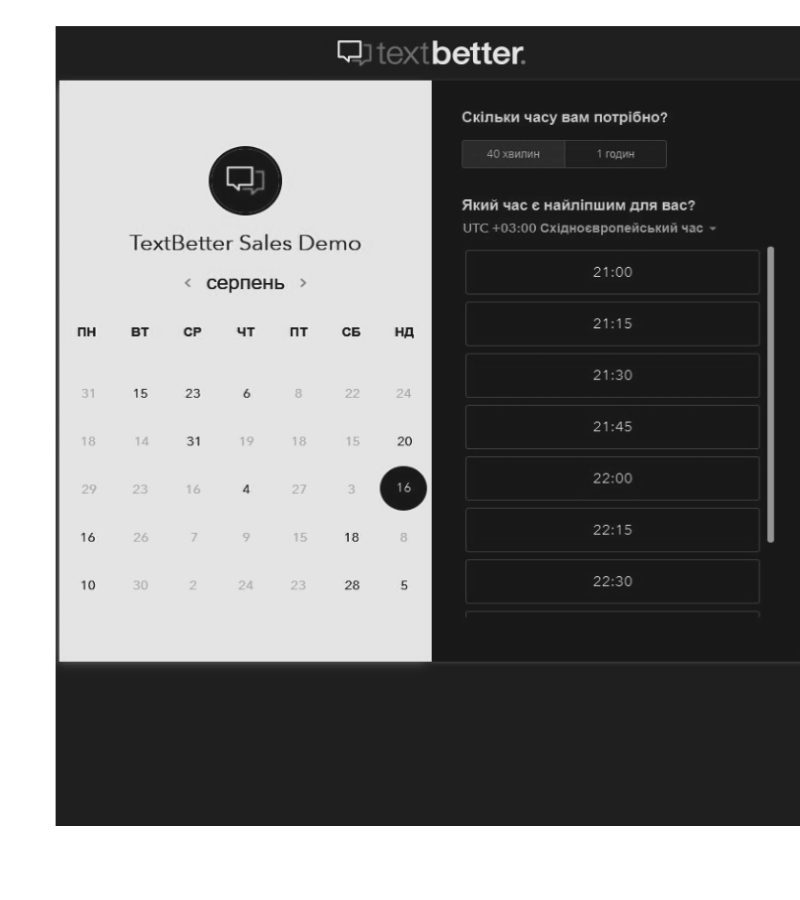 textbetter.
TextBetter Sales Demo
< серпень >
ПН ВТ СР ЧТ ПТ СБ НД
31 15 23 6 8 22 24
18 14 31 19 18 15 20
29 23 16 4 27 3 16
16 26 7 9 15 18 8
10 30 2 24 23 28 5
Скільки часу вам потрібно?
40 хвилин 1 годин
Який час є найліпшим для вас?
UTC +03:00 Східноєвропейський час
21:00
21:15
21:30
21:45
22:00
22:15
22:30